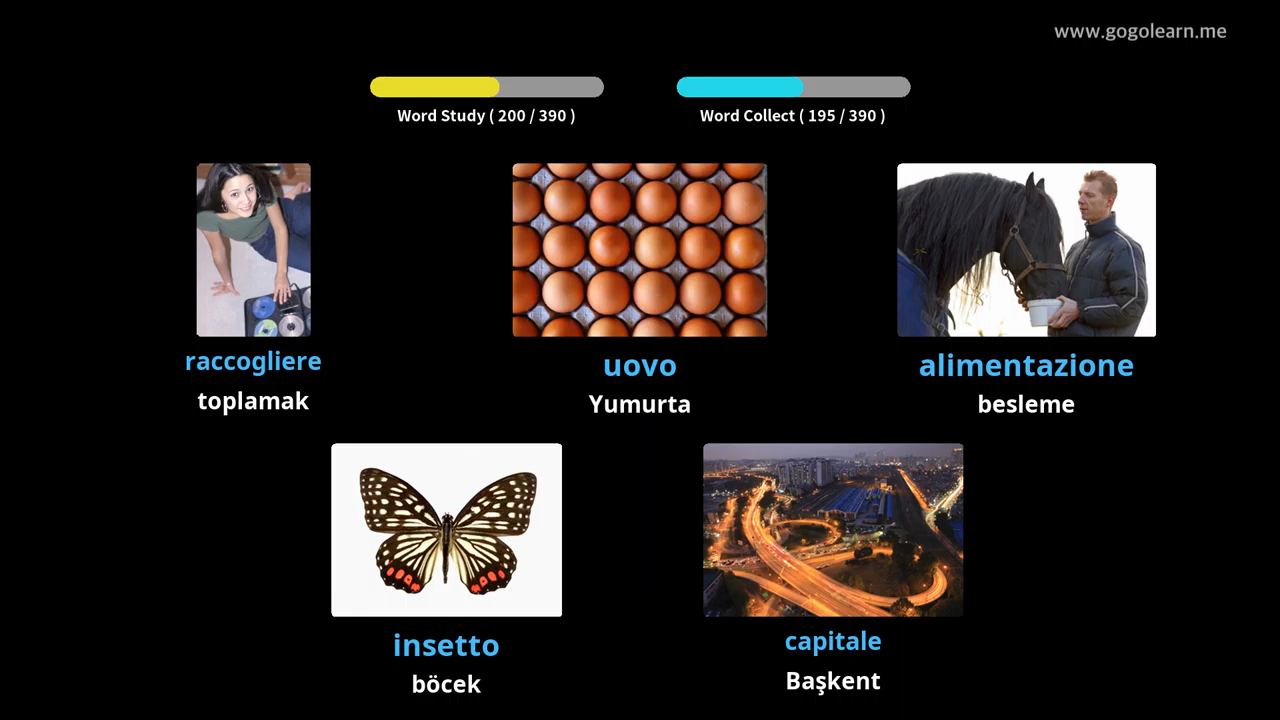 www.gogolearn.me
Word Study ( 200 / 390 )
Word Collect ( 195 / 390 )
raccogliere
toplamak
uovo
Yumurta
alimentazione
besleme
insetto
böcek
capitale
Başkent